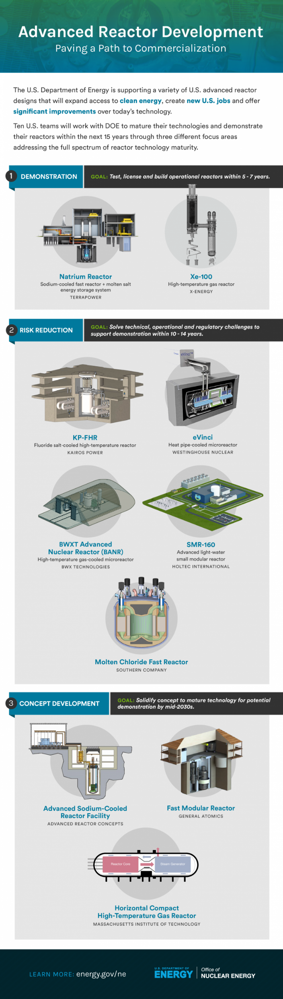 Advanced Reactor Development
Paving a Path to Commercialization
The U.S. Department of Energy is supporting a variety of U.S. advanced reactor
designs that will expand access to clean energy, create new U.S. jobs and offer
significant improvements over today's technology.
Ten U.S. teams will work with DOE to mature their technologies and demonstrate
their reactors within the next 15 years through three different focus areas
addressing the full spectrum of reactor technology maturity.
1 DEMONSTRATION
GOAL: Test, license and build operational reactors within 5 - 7 years.
Natrium Reactor
Sodium-cooled fast reactor + molten salt
energy storage system
TERRAPOWER
Xe-100
High-temperature gas reactor
X-ENERGY
2 RISK REDUCTION
GOAL: Solve technical, operational and regulatory challenges to
support demonstration within 10 - 14 years.
eVinci™
KP-FHR
Fluoride salt-cooled high-temperature reactor
KAIROS POWER
eVinci
Heat pipe-cooled microreactor
WESTINGHOUSE NUCLEAR
BWXT Advanced
Nuclear Reactor (BANR)
High-temperature gas-cooled microreactor
BWX TECHNOLOGIES
SMR-160
Advanced light-water
small modular reactor
HOLTEC INTERNATIONAL
Molten Chloride Fast Reactor
SOUTHERN COMPANY
3 CONCEPT DEVELOPMENT
GOAL: Solidify concept to mature technology for potential
demonstration by mid-2030s.
Advanced Sodium-Cooled
Reactor Facility
ADVANCED REACTOR CONCEPTS
Fast Modular Reactor
GENERAL ATOMICS
Reactor Core
Steam Generator
Horizontal Compact
High-Temperature Gas Reactor
MASSACHUSETTS INSTITUTE OF TECHNOLOGY
LEARN MORE: energy.gov/ne
U.S. DEPARTMENT OF
ENERGY
Office of
NUCLEAR ENERGY